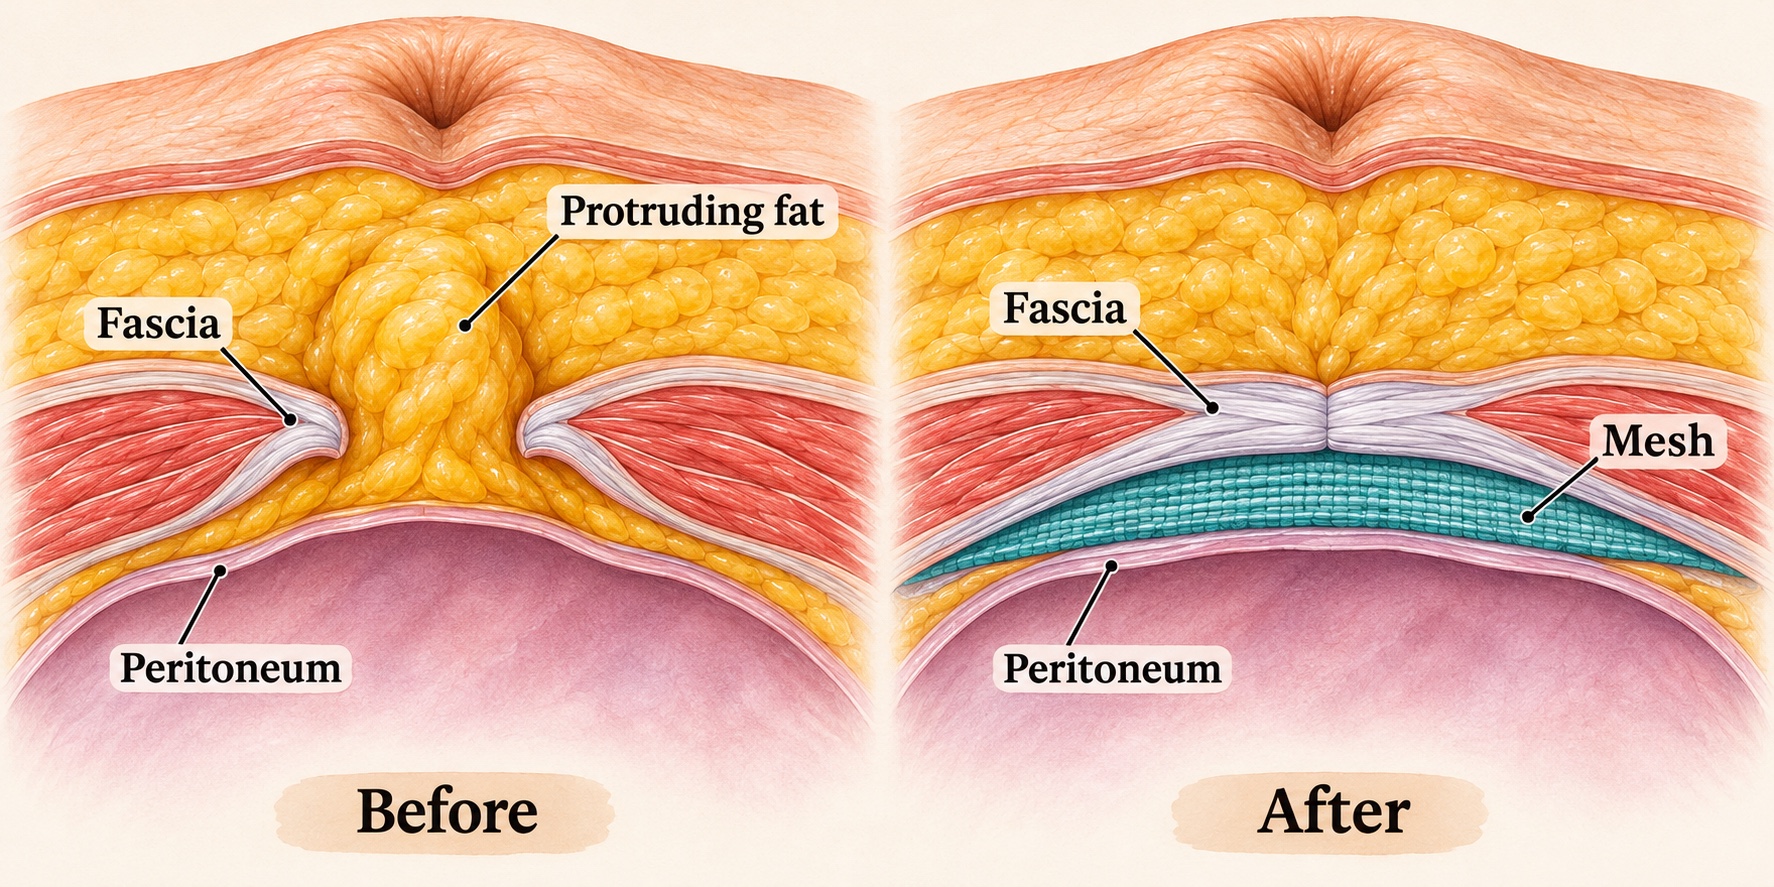 Protruding fat
Fascia
Peritoneum
Before
Fascia
Mesh
Peritoneum
After